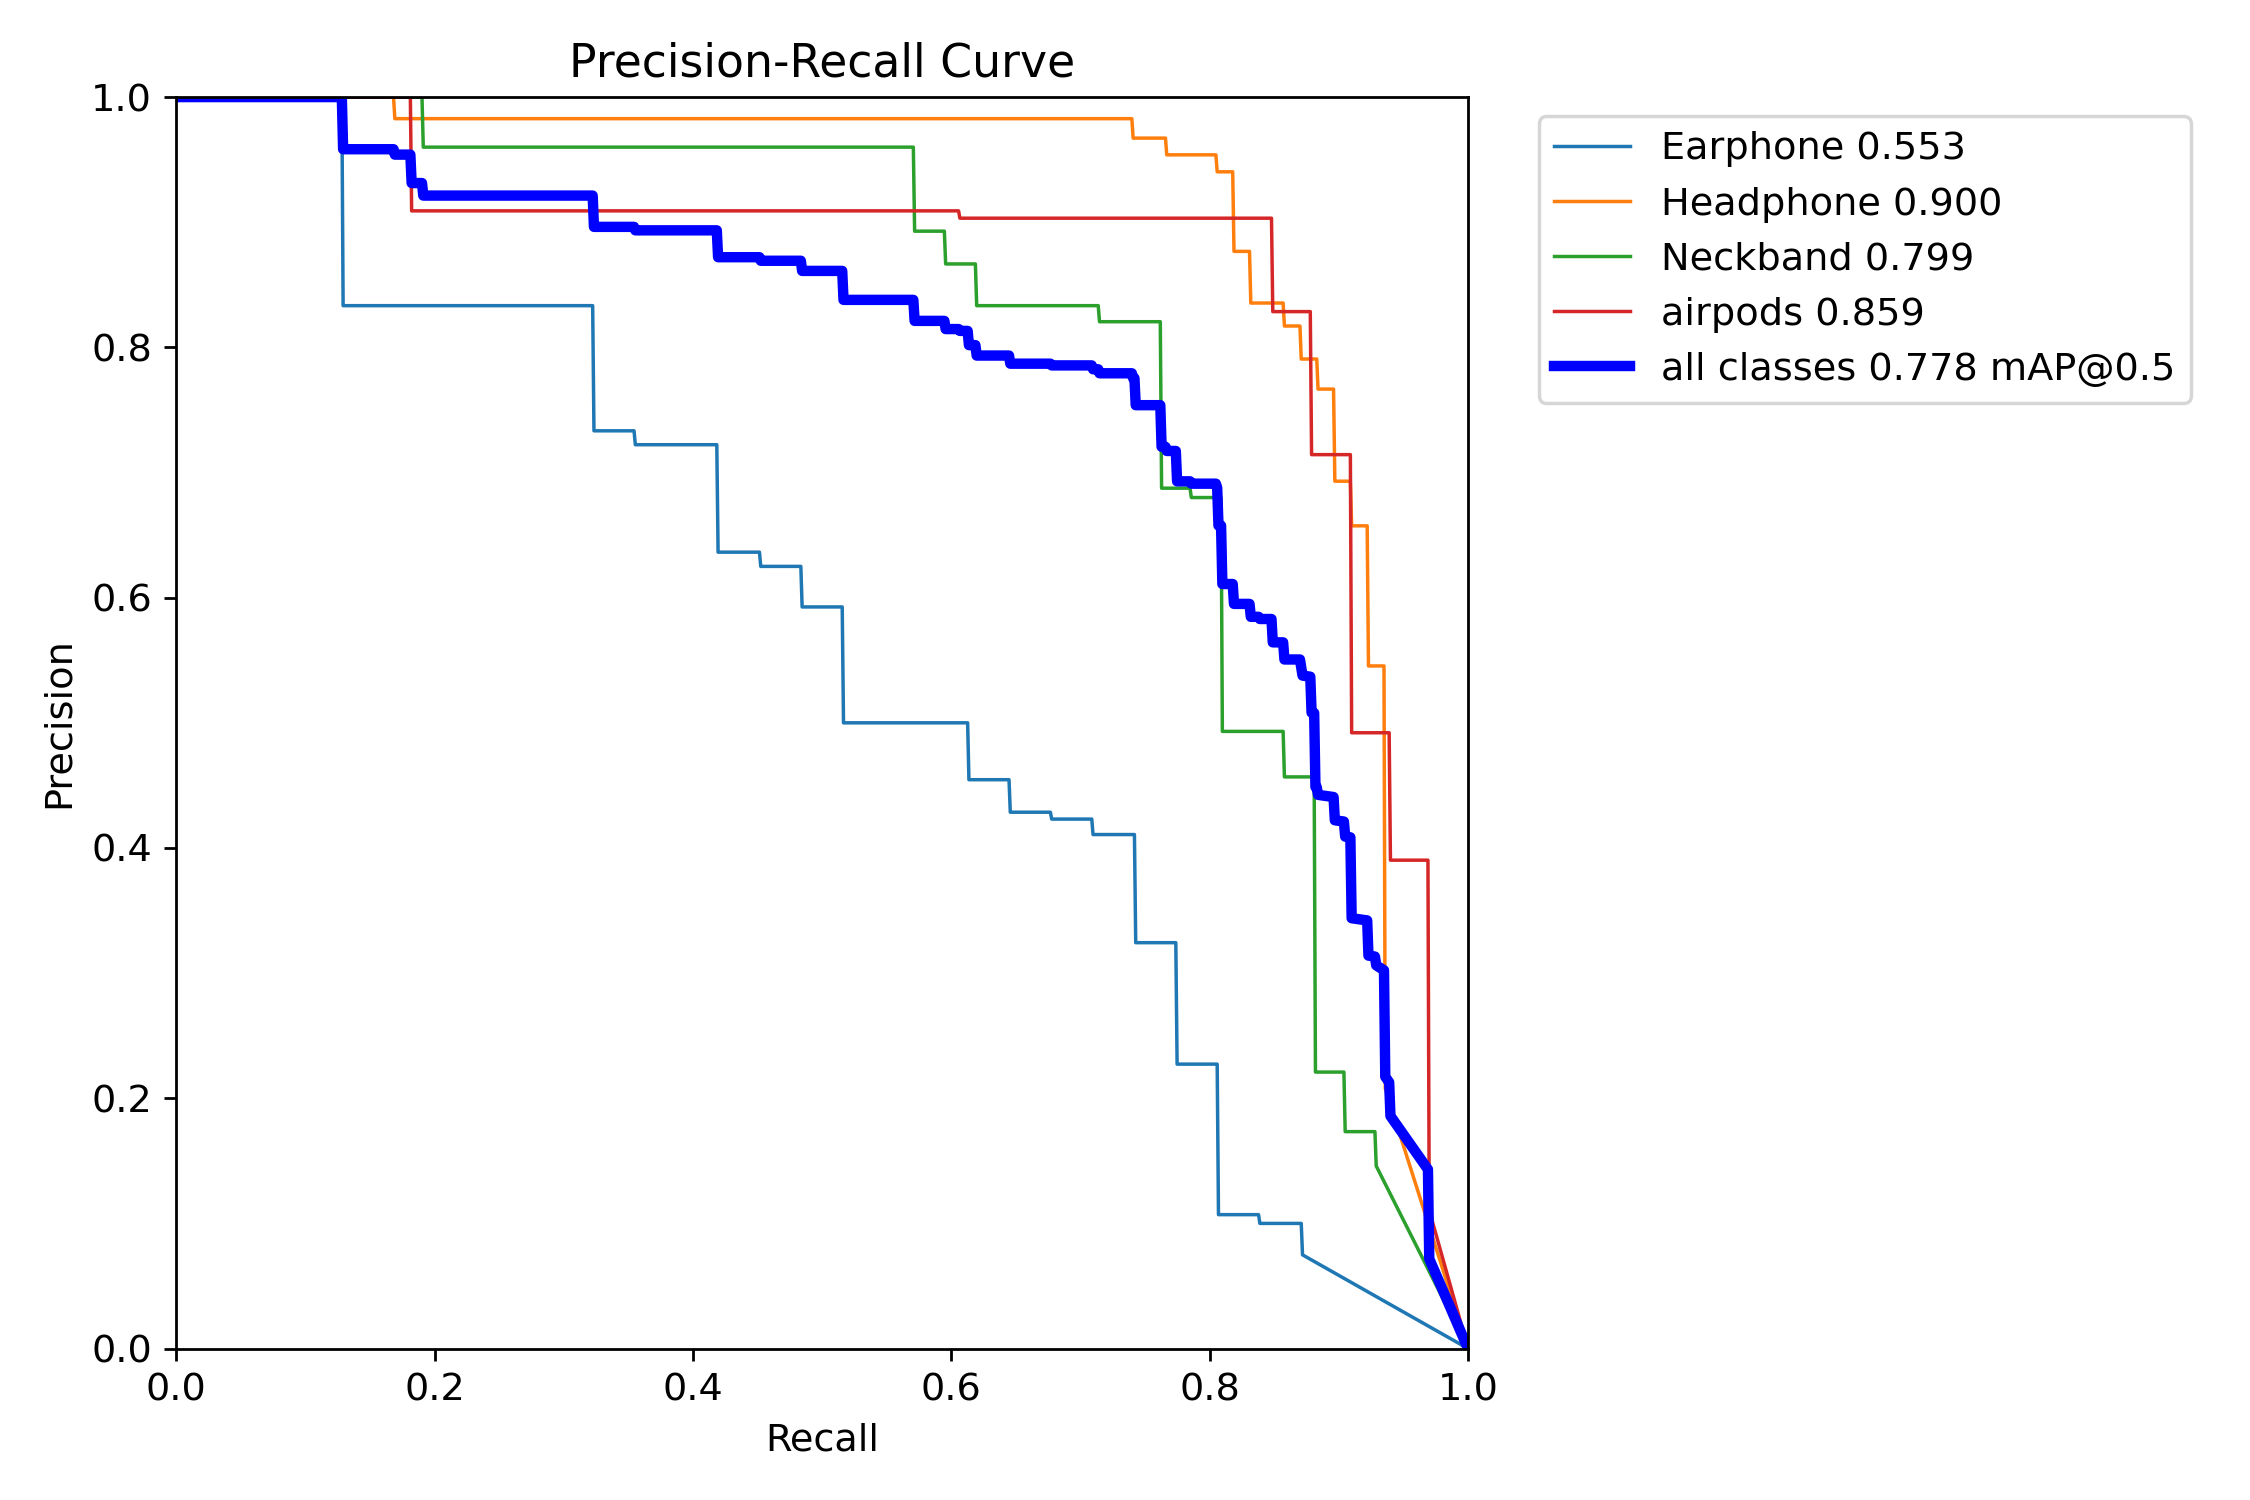 Precision-Recall Curve
1.0
0.8
0.6
0.4
0.2
0.0
Precision
0.0 0.2 0.4 0.6 0.8 1.0
Recall
Earphone 0.553
Headphone 0.900
Neckband 0.799
airpods 0.859
all classes 0.778 mAP@0.5